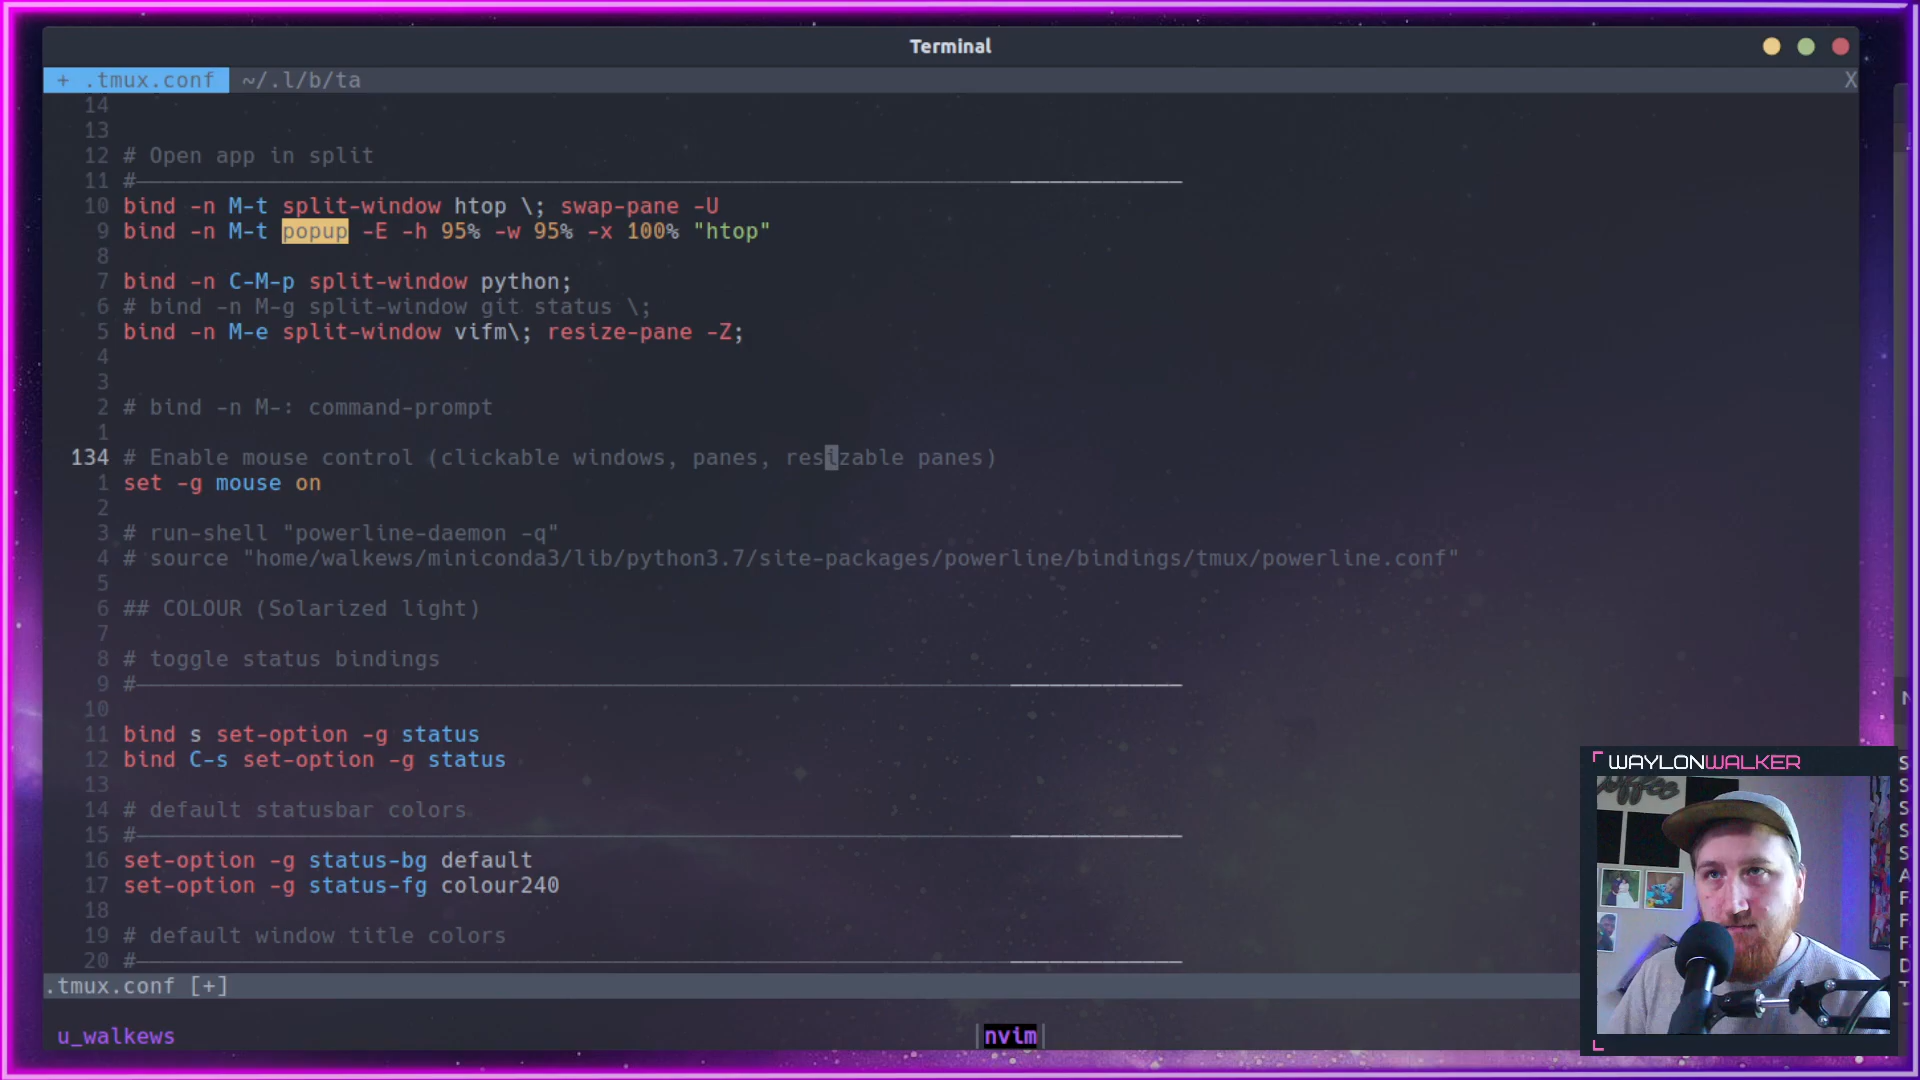 Terminal
+ .tmux.conf ~/.l/b/ta X
14
13
12 # Open app in split
11 #
10 bind -n M-t split-window htop \; swap-pane -U
9 bind -n M-t popup -E -h 95% -w 95% -x 100% "htop"
8
7 bind -n C-M-p split-window python;
6 # bind -n M-g split-window git status \;
5 bind -n M-e split-window vifm\; resize-pane -Z;
4
3
2 # bind -n M-: command-prompt
1
134 # Enable mouse control (clickable windows, panes, resizable panes)
1 set -g mouse on
2
3 # run-shell "powerline-daemon -q"
4 # source "home/walkews/miniconda3/lib/python3.7/site-packages/powerline/bindings/tmux/powerline.conf"
5
6 ## COLOUR (Solarized light)
7
8 # toggle status bindings
9 #
10
11 bind s set-option -g status
12 bind C-s set-option -g status
13
14 # default statusbar colors
15 #
16 set-option -g status-bg default
17 set-option -g status-fg colour240
18
19 # default window title colors
20 #
.tmux.conf [+]
u_walkews |nvim|
WAYLONWALKER